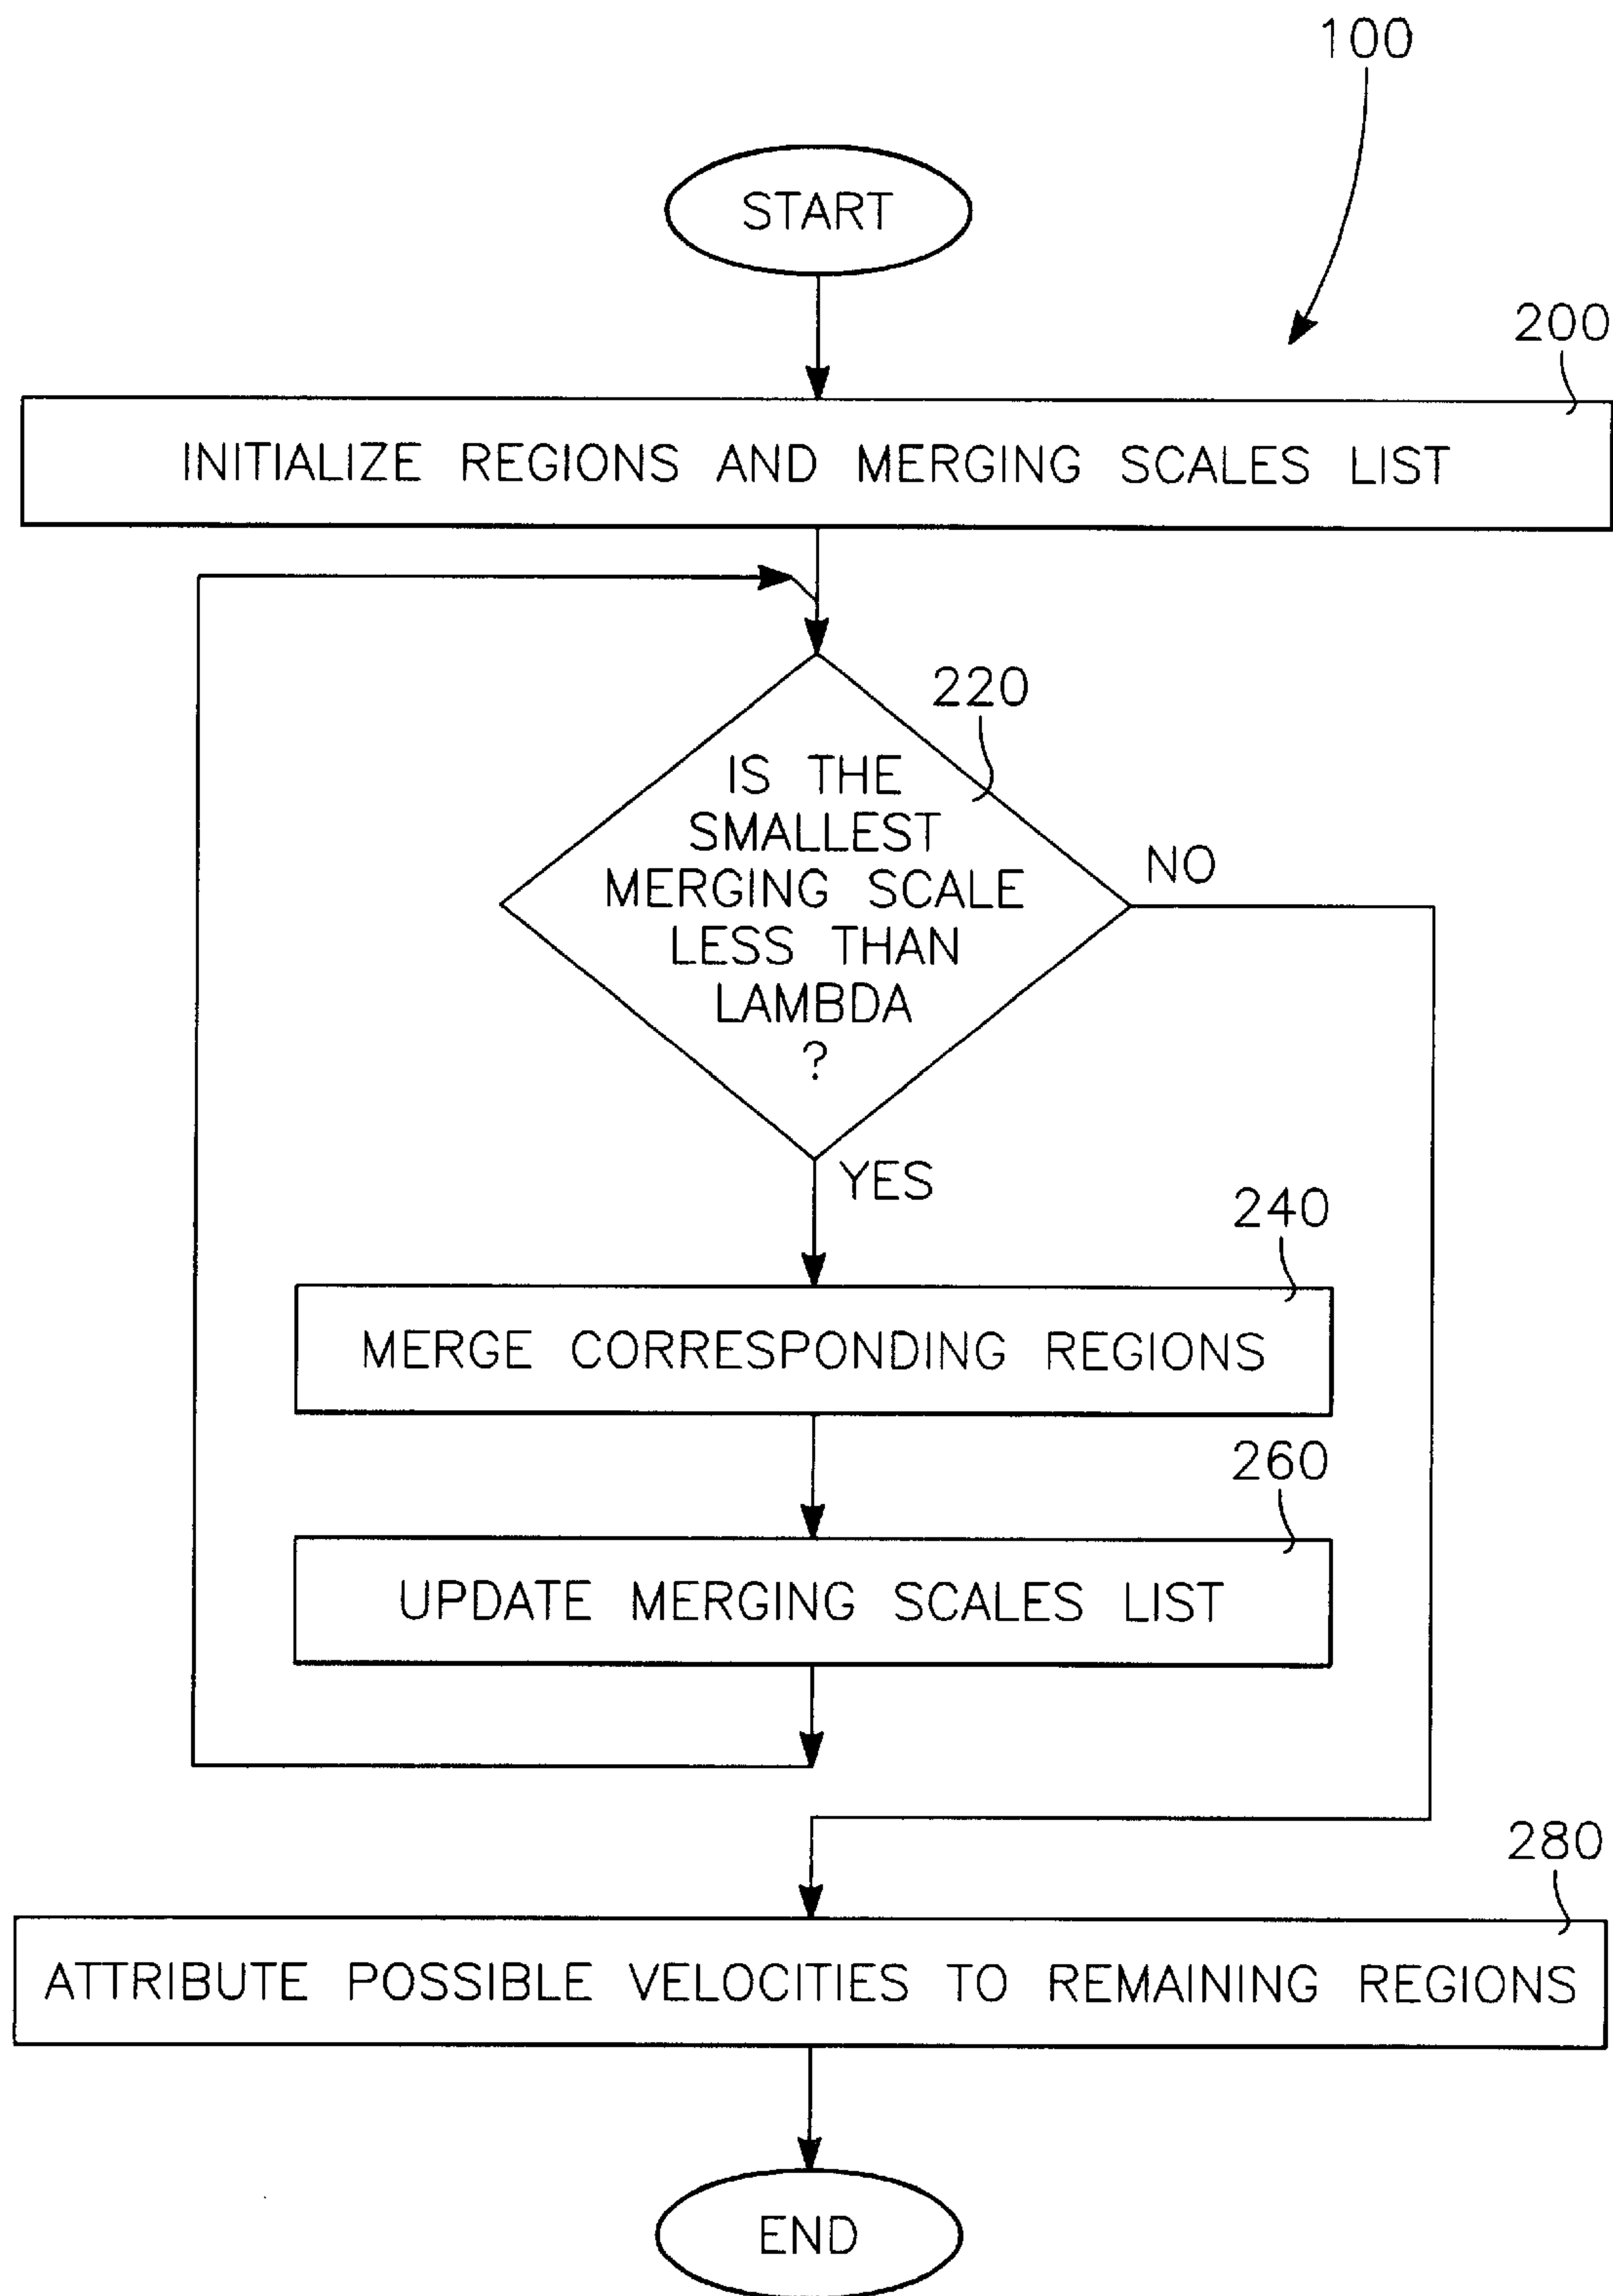 100
START
200
INITIALIZE REGIONS AND MERGING SCALES LIST
220
IS THE
SMALLEST
MERGING SCALE
LESS THAN
LAMBDA
?
NO
YES
240
MERGE CORRESPONDING REGIONS
260
UPDATE MERGING SCALES LIST
280
ATTRIBUTE POSSIBLE VELOCITIES TO REMAINING REGIONS
END